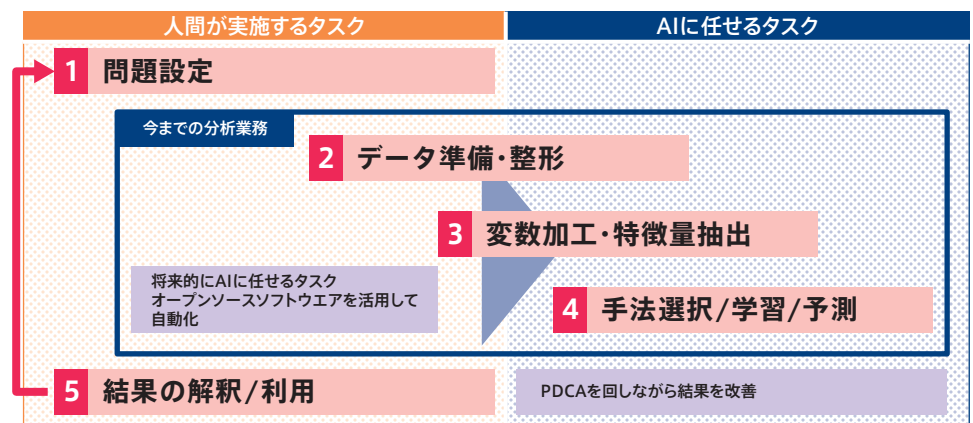 人間が実施するタスク
AIに任せるタスク
1 問題設定
今までの分析業務
2 データ準備・整形
3 変数加工・特徴量抽出
将来的にAIに任せるタスク
オープンソースソフトウエアを活用して
自動化
4 手法選択/学習/予測
5 結果の解釈/利用
PDCAを回しながら結果を改善